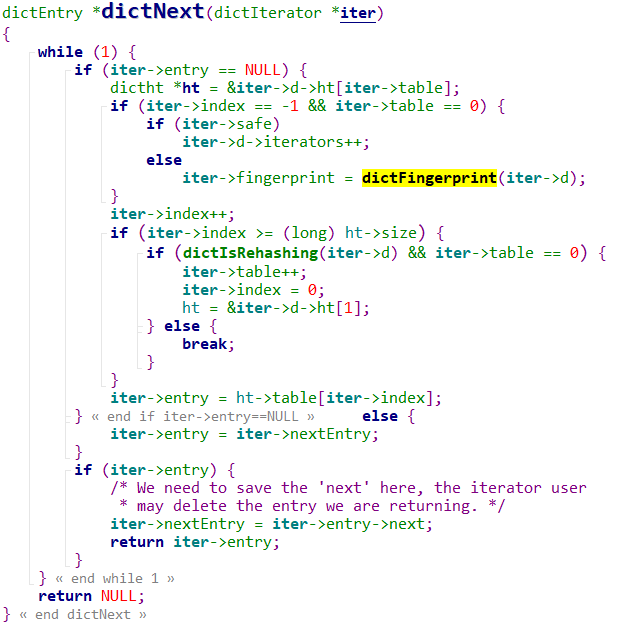 dictEntry *dictNext(dictIterator *iter)
{
    while (1) {
        if (iter->entry == NULL) {
            dictht *ht = &iter->d->ht[iter->table];
            if (iter->index == -1 && iter->table == 0) {
                if (iter->safe)
                    iter->d->iterators++;
                else
                    iter->fingerprint = dictFingerprint(iter->d);
            }
            iter->index++;
            if (iter->index >= (long) ht->size) {
                if (dictIsRehashing(iter->d) && iter->table == 0) {
                    iter->table++;
                    iter->index = 0;
                    ht = &iter->d->ht[1];
                } else {
                    break;
                }
            }
            iter->entry = ht->table[iter->index];
        } « end if iter->entry==NULL » else {
            iter->entry = iter->nextEntry;
        }
        if (iter->entry) {
            /* We need to save the 'next' here, the iterator user
             * may delete the entry we are returning. */
            iter->nextEntry = iter->entry->next;
            return iter->entry;
        }
    } « end while 1 »
    return NULL;
} « end dictNext »